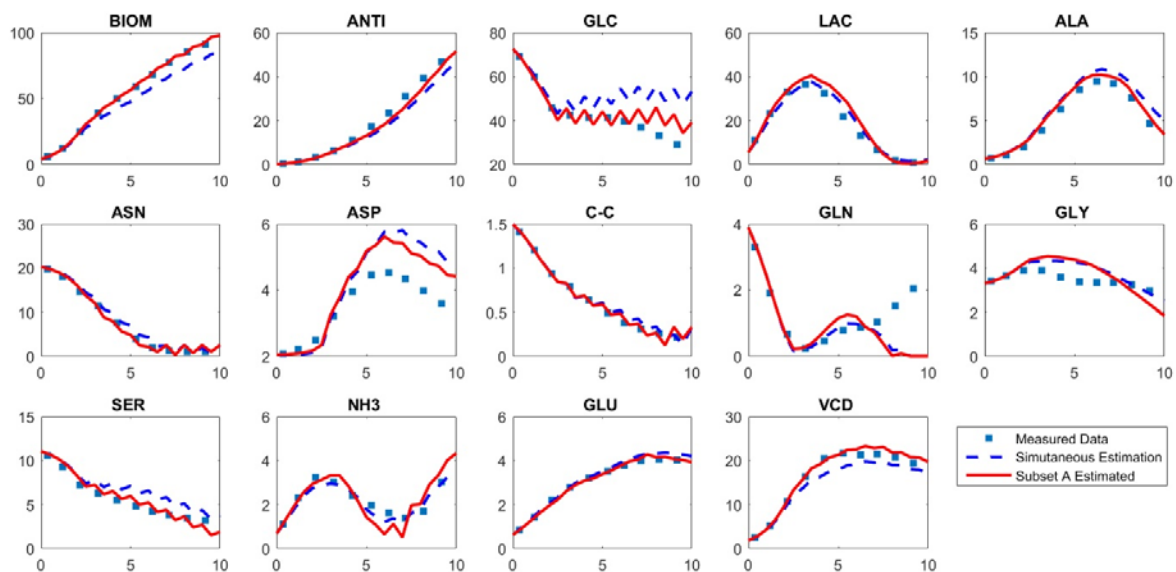 BIOM ANTI GLC LAC ALA
100 60 80 60 15
40 60 40 10
50
20 40 20 5
0 0 20 0 0
0 5 10 0 5 10 0 5 10 0 5 10 0 5 10
ASN ASP C-C GLN GLY
30 6 1.5 4 6
20 1 4
4 2
10 0.5 2
0 2 0 0 0
0 5 10 0 5 10 0 5 10 0 5 10 0 5 10
SER NH3 GLU VCD
15 6 6 30
10 4 4 20
5 2 2 10
0 0 0 0
0 5 10 0 5 10 0 5 10 0 5 10
Measured Data
Simutaneous Estimation
Subset A Estimated